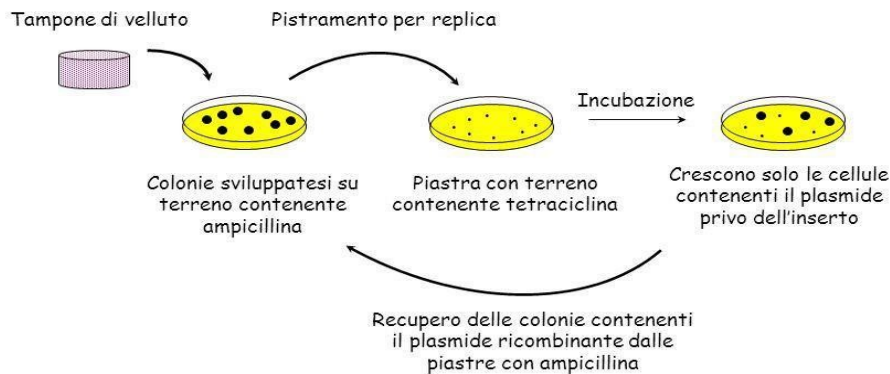 Tampone di velluto
Pistramento per replica
Incubazione
Colonie sviluppatesi su
terreno contenente
ampicillina
Piastra con terreno
contenente tetraciclina
Crescono solo le cellule
contenenti il plasmide
privo dell'inserto
Recupero delle colonie contenenti
il plasmide ricombinante dalle
piastre con ampicillina